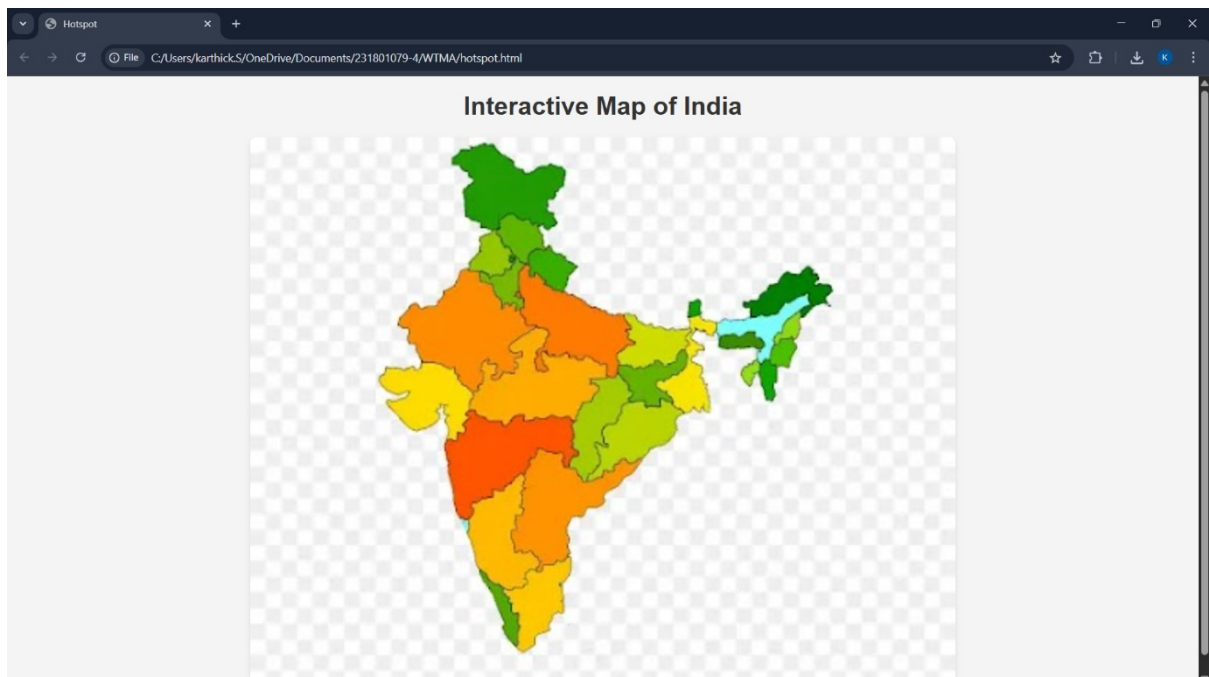 Hotspot
File C:/Users/karthick.S/OneDrive/Documents/231801079-4/WTMA/hotspot.html
K
Interactive Map of India